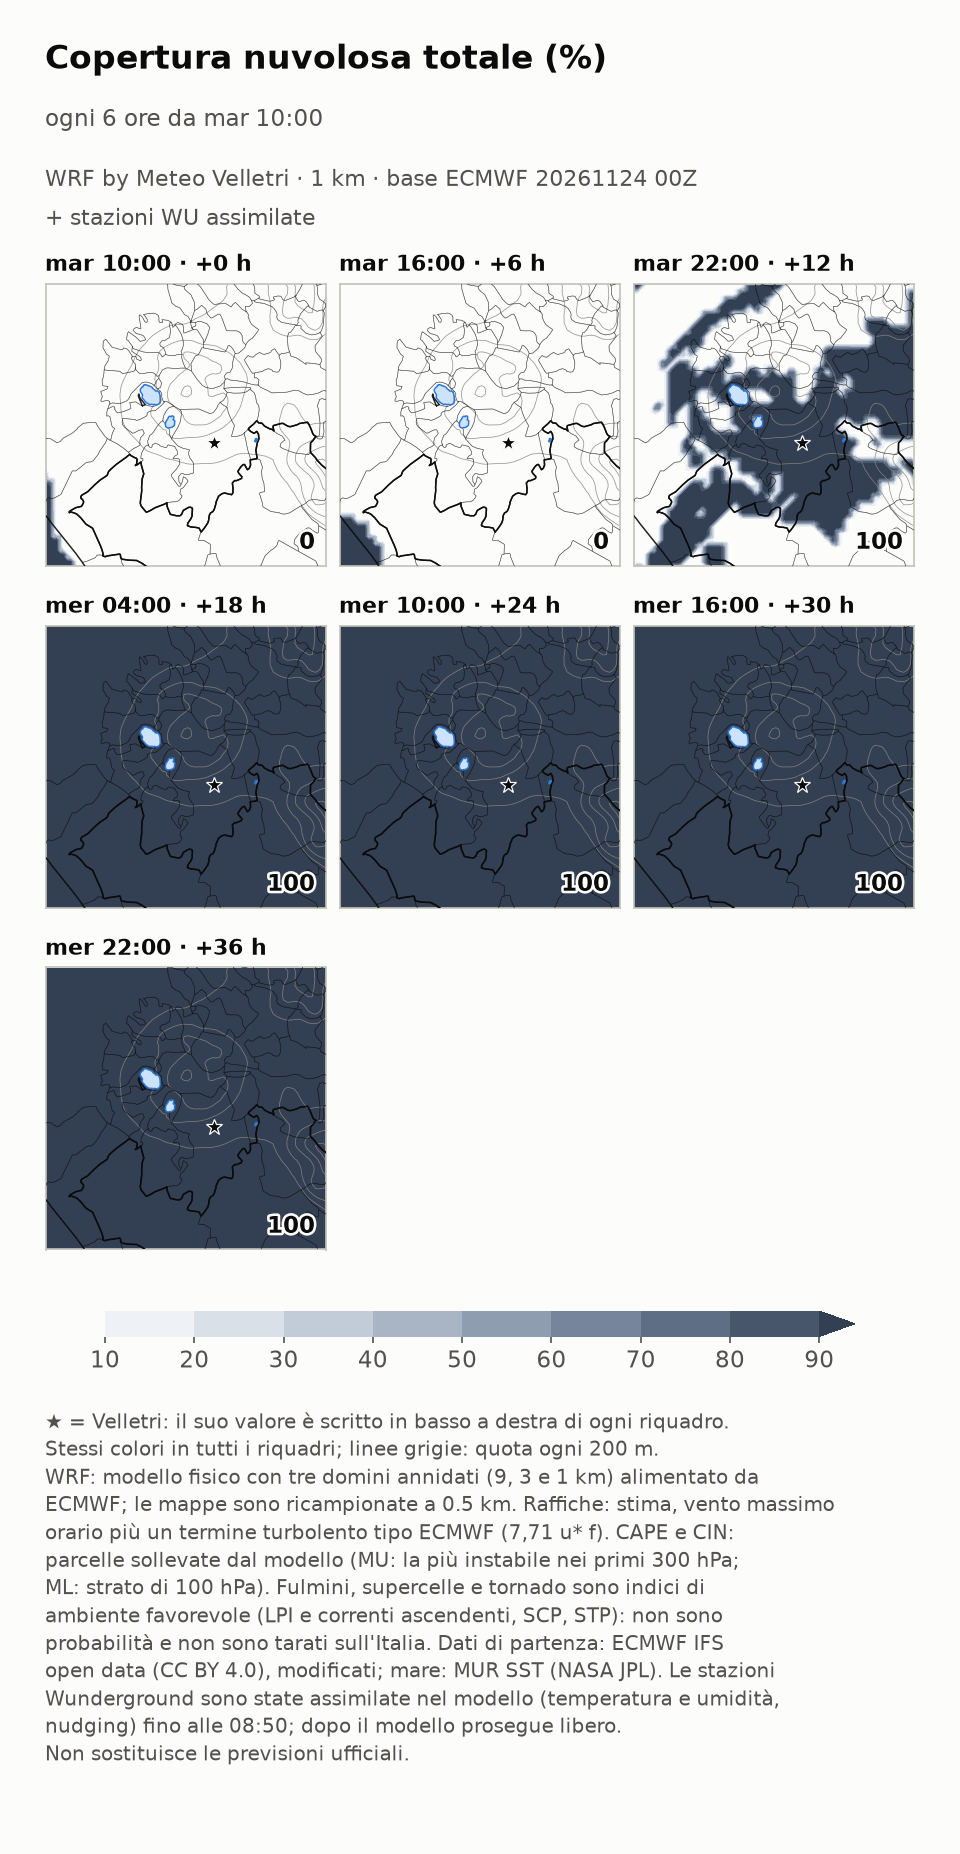 Copertura nuvolosa totale (%)
ogni 6 ore da mar 10:00
WRF by Meteo Velletri · 1 km · base ECMWF 20261124 00Z
+ stazioni WU assimilate
mar 10:00 · +0 h
mar 16:00 · +6 h
mar 22:00 · +12 h
0
0
100
mer 04:00 · +18 h
mer 10:00 · +24 h
mer 16:00 · +30 h
100
100
100
mer 22:00 · +36 h
100
10 20 30 40 50 60 70 80 90
★ = Velletri: il suo valore è scritto in basso a destra di ogni riquadro.
Stessi colori in tutti i riquadri; linee grigie: quota ogni 200 m.
WRF: modello fisico con tre domini annidati (9, 3 e 1 km) alimentato da
ECMWF; le mappe sono ricampionate a 0.5 km. Raffiche: stima, vento massimo
orario più un termine turbolento tipo ECMWF (7,71 u* f). CAPE e CIN:
parcelle sollevate dal modello (MU: la più instabile nei primi 300 hPa;
ML: strato di 100 hPa). Fulmini, supercelle e tornado sono indici di
ambiente favorevole (LPI e correnti ascendenti, SCP, STP): non sono
probabilità e non sono tarati sull'Italia. Dati di partenza: ECMWF IFS
open data (CC BY 4.0), modificati; mare: MUR SST (NASA JPL). Le stazioni
Wunderground sono state assimilate nel modello (temperatura e umidità,
nudging) fino alle 08:50; dopo il modello prosegue libero.
Non sostituisce le previsioni ufficiali.